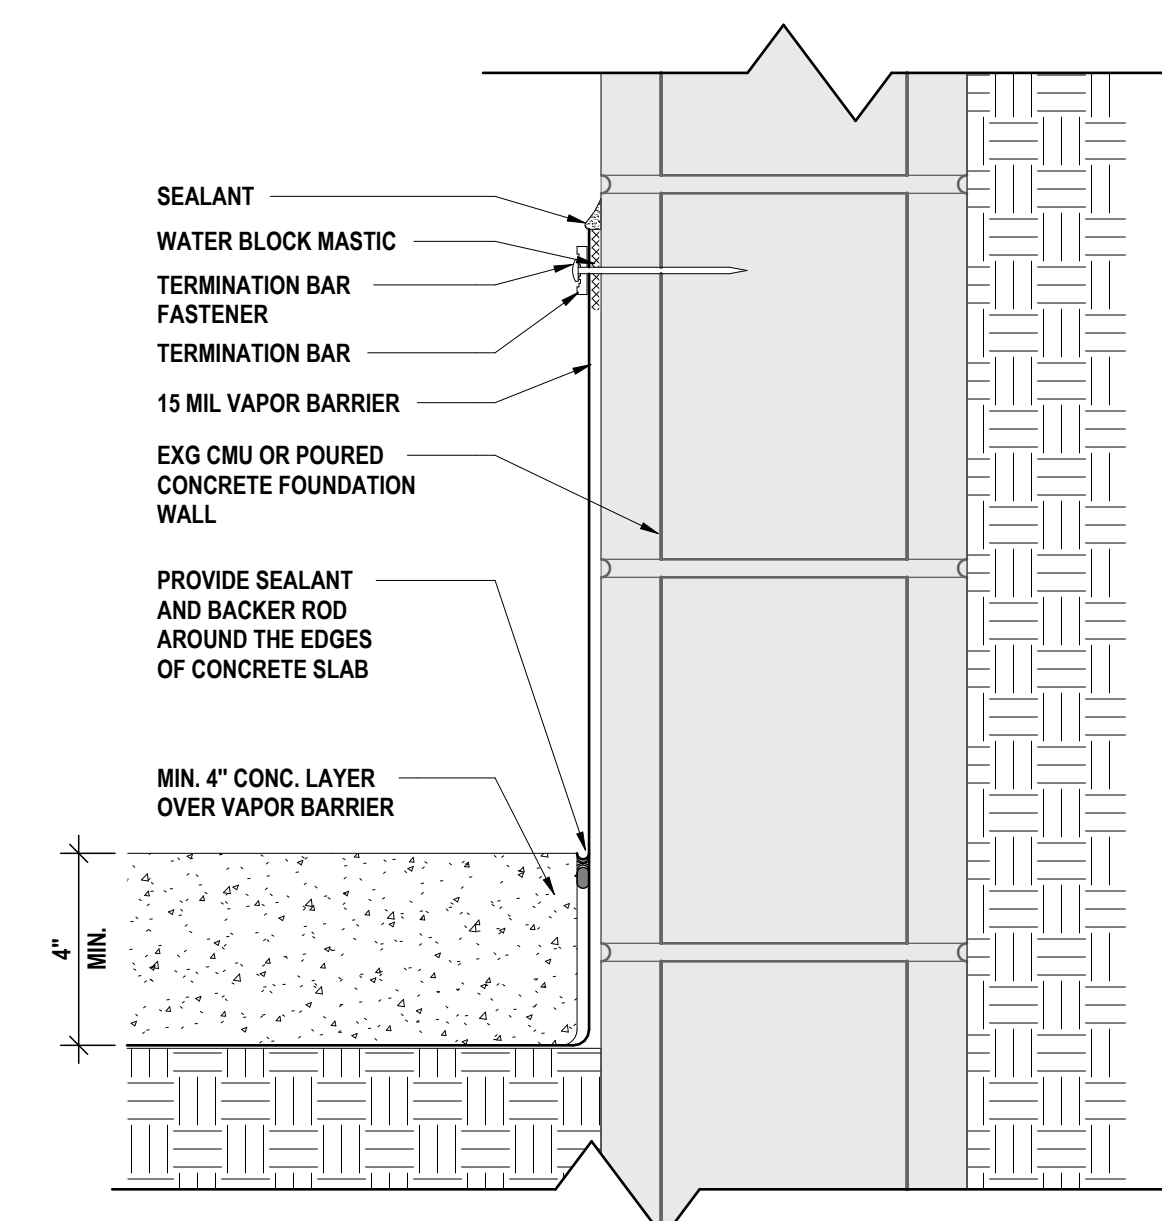 SEALANT
WATER BLOCK MASTIC
TERMINATION BAR
FASTENER
TERMINATION BAR
15 MIL VAPOR BARRIER
EXG CMU OR POURED
CONCRETE FOUNDATION
WALL
PROVIDE SEALANT
AND BACKER ROD
AROUND THE EDGES
OF CONCRETE SLAB
MIN. 4" CONC. LAYER
OVER VAPOR BARRIER
4"
MIN.